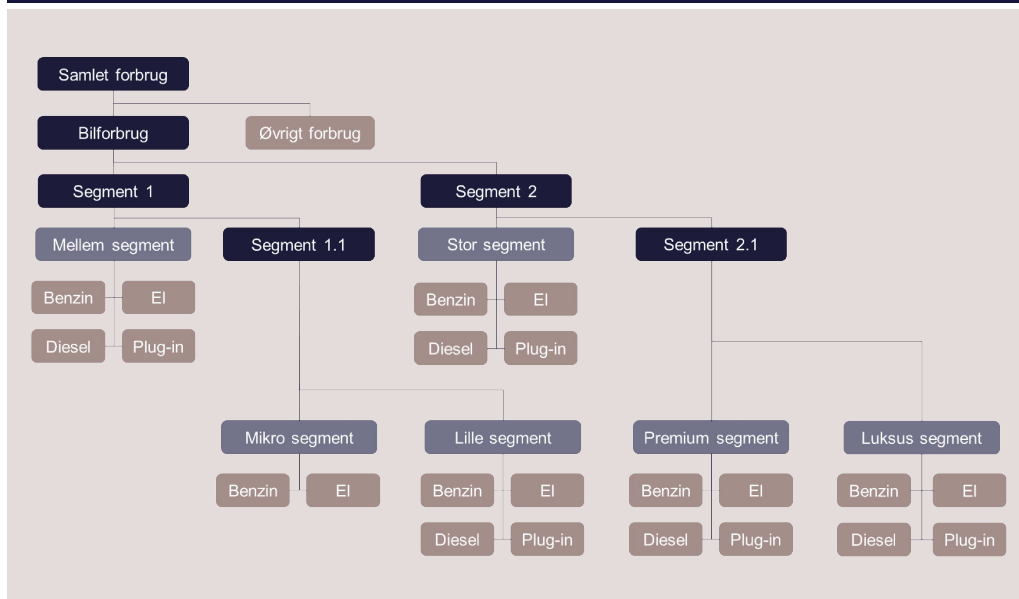 Samlet forbrug
Bilforbrug
Øvrigt forbrug
Segment 1
Segment 2
Mellem segment
Segment 1.1
Stor segment
Segment 2.1
Benzin
El
Benzin
El
Diesel
Plug-in
Diesel
Plug-in
Mikro segment
Lille segment
Premium segment
Luksus segment
Benzin
El
Benzin
El
Benzin
El
Benzin
El
Diesel
Plug-in
Diesel
Plug-in
Diesel
Plug-in